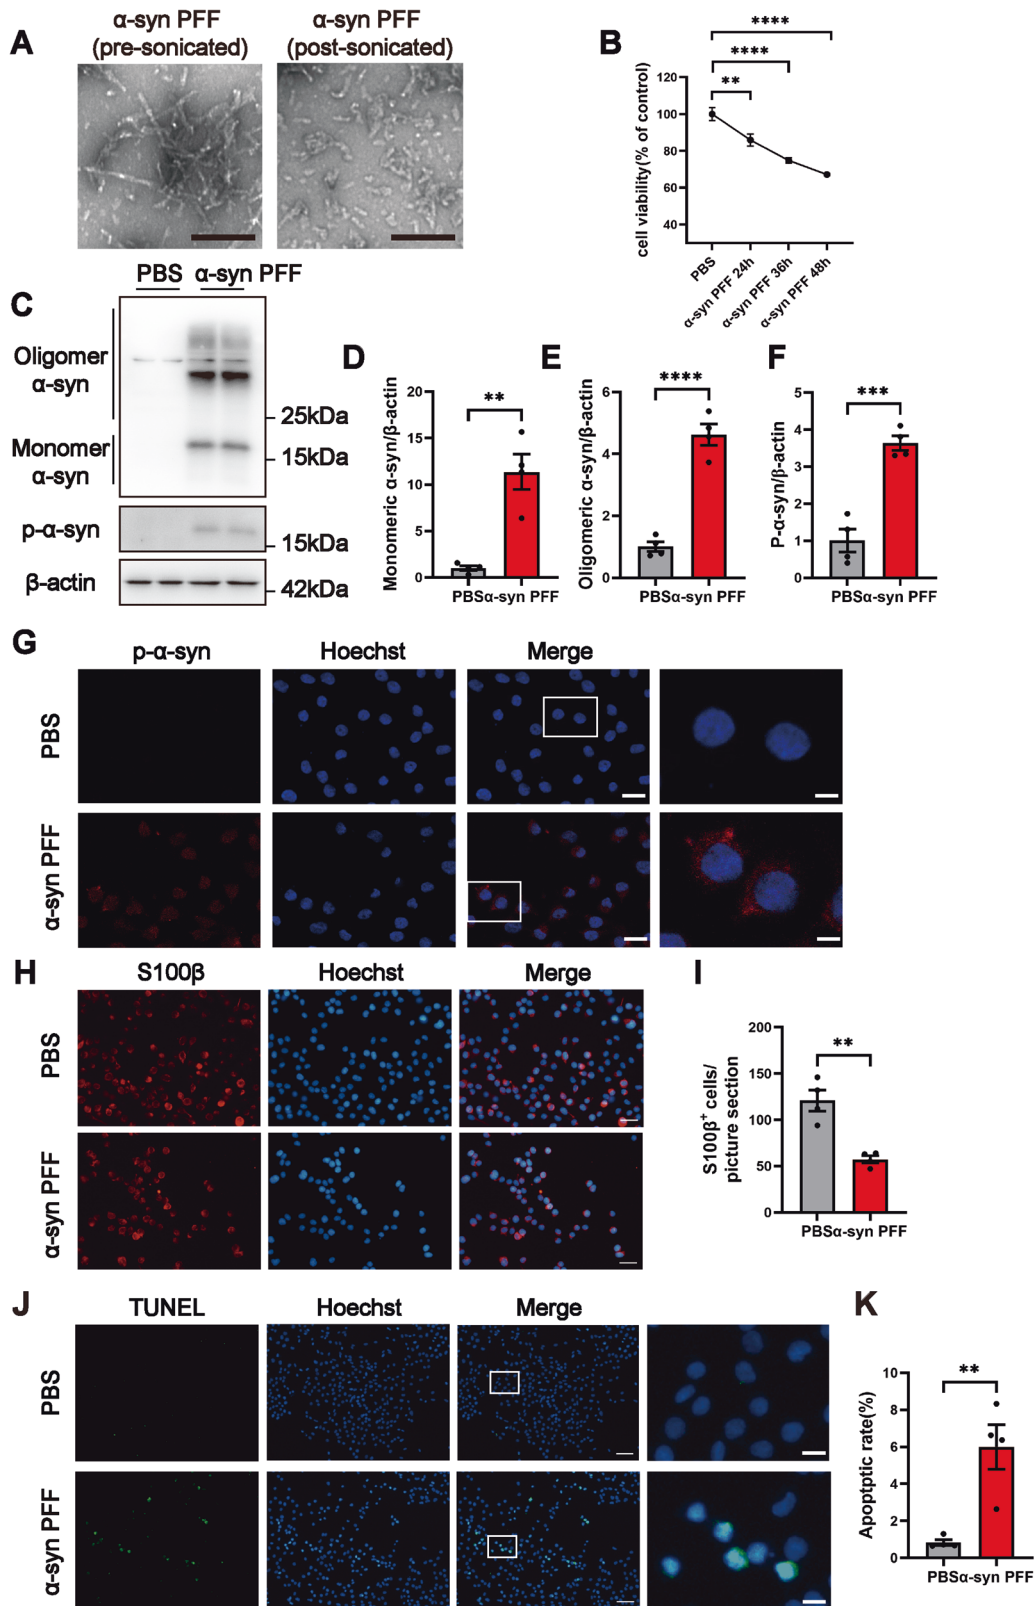 A
α-syn PFF
(pre-sonicated)
α-syn PFF
(post-sonicated)
B
cell viability(% of control)
120
100
80
60
40
**
****
****
PBS
α-syn PFF 24h
α-syn PFF 36h
α-syn PFF 48h
C
PBS α-syn PFF
Oligomer
α-syn
Monomer
α-syn
25kDa
15kDa
p-α-syn
15kDa
β-actin
42kDa
D
Monomeric α-syn/β-actin
20
15
10
5
0
**
PBS α-syn PFF
E
Oligomeric α-syn/β-actin
6
4
2
0
****
PBS α-syn PFF
F
P-α-syn/β-actin
5
4
3
2
1
0
***
PBS α-syn PFF
G
p-α-syn
Hoechst
Merge
PBS
α-syn PFF
H
S100β
Hoechst
Merge
PBS
α-syn PFF
I
S100β⁺ cells/
picture section
200
150
100
50
0
**
PBS α-syn PFF
J
TUNEL
Hoechst
Merge
PBS
α-syn PFF
K
Apoptptic rate(%)
10
8
6
4
2
0
**
PBS α-syn PFF